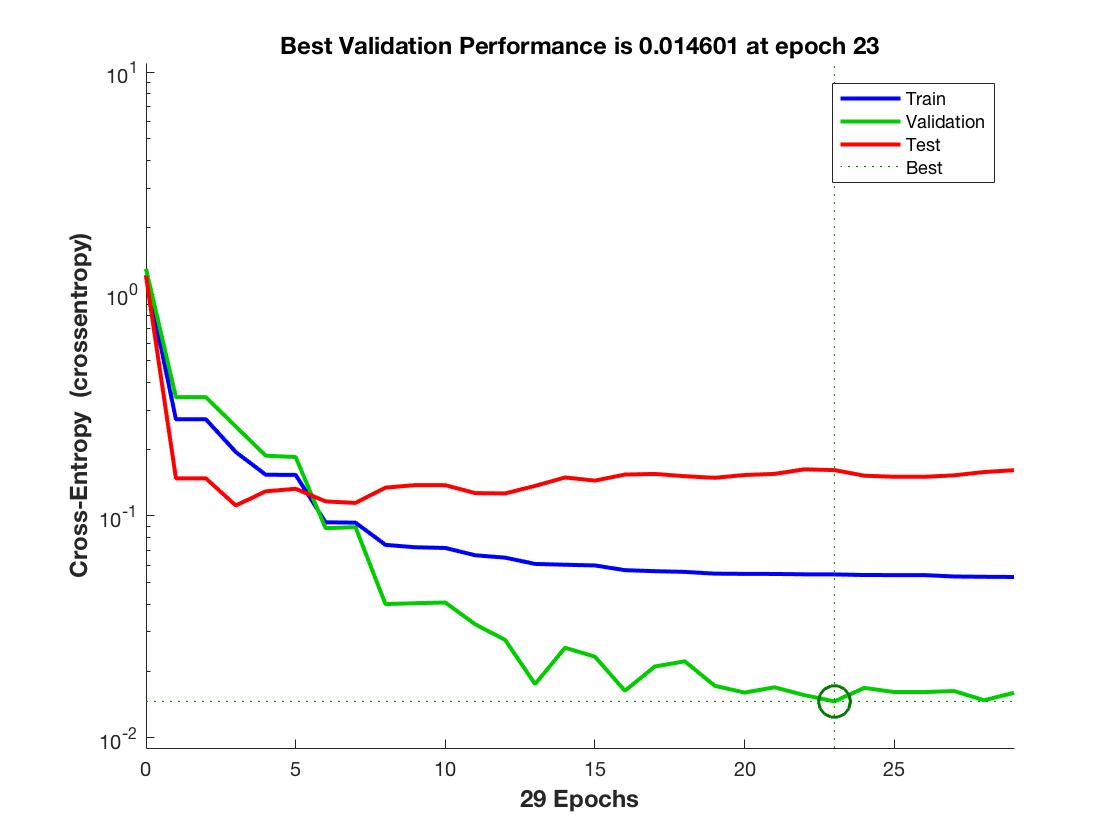 Best Validation Performance is 0.014601 at epoch 23
10^1
10^0
10^-1
10^-2
Cross-Entropy (crossentropy)
Train
Validation
Test
Best
0 5 10 15 20 25
29 Epochs